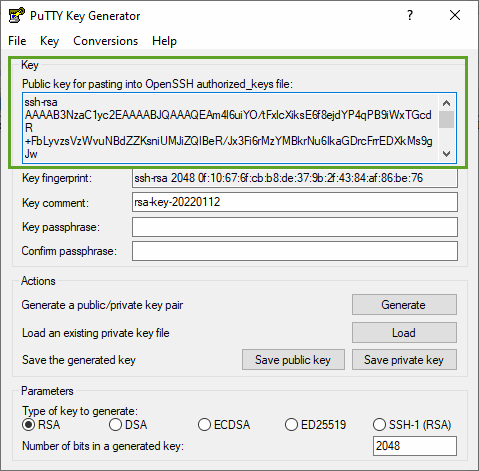 PuTTY Key Generator
File Key Conversions Help
Key
Public key for pasting into OpenSSH authorized_keys file:
ssh-rsa
AAAAB3NzaC1yc2EAAAABJQAAAQEAm4l6uiYO/tFxlcXiksE6f8ejdYP4qPB9iWxTGcd
R
+FbLyvzsVzWvuNBdZZKsniUMJiZQIBeR/Jx3Fi6rMzYMBkrNu6IkaGDrcFrrEDXkMs9g
Jw
Key fingerprint: ssh-rsa 2048 0f:10:67:6f:cb:b8:de:37:9b:2f:43:84:af:86:be:76
Key comment: rsa-key-20220112
Key passphrase:
Confirm passphrase:
Actions
Generate a public/private key pair Generate
Load an existing private key file Load
Save the generated key Save public key Save private key
Parameters
Type of key to generate:
RSA DSA ECDSA ED25519 SSH-1 (RSA)
Number of bits in a generated key: 2048